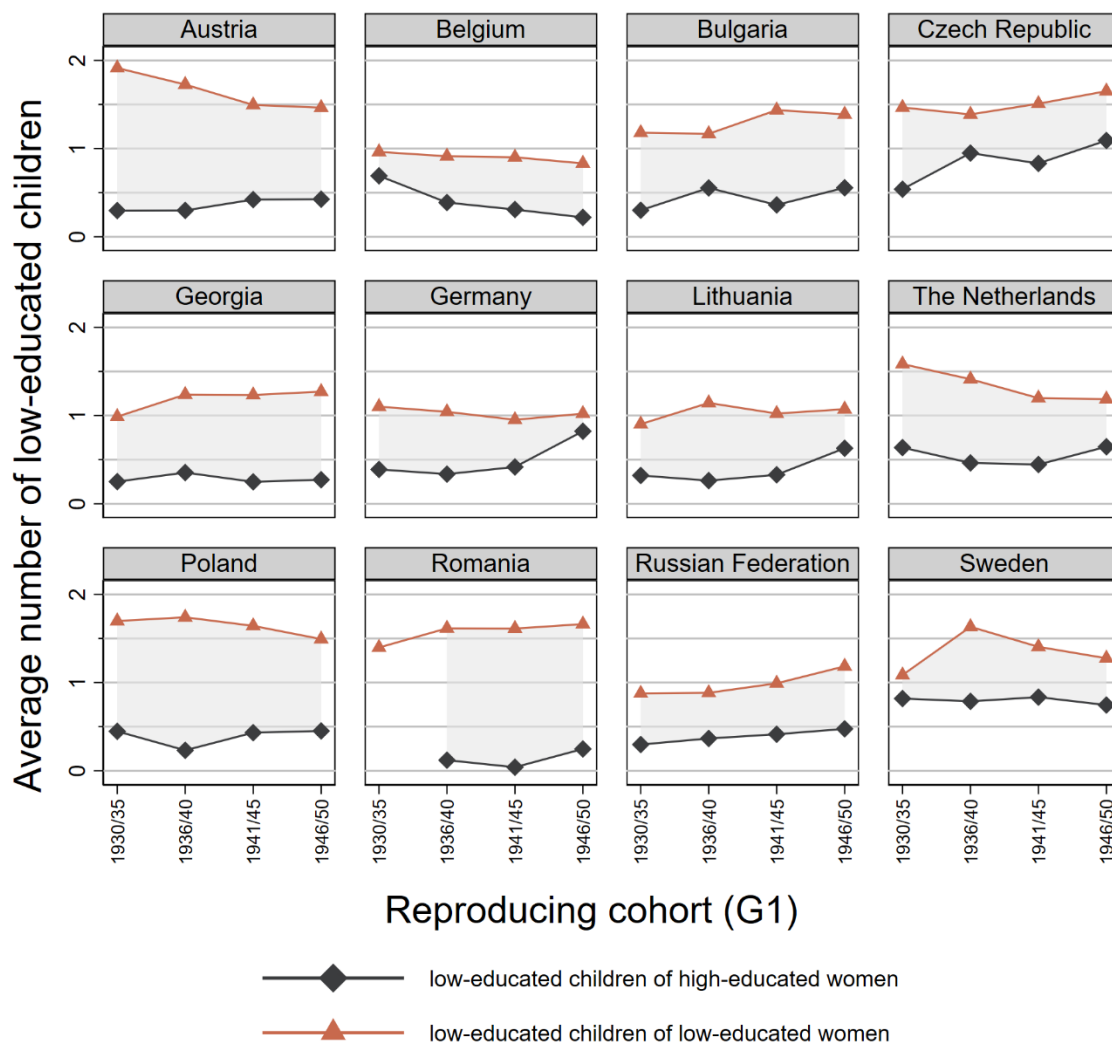 Average number of low-educated children
Austria
Belgium
Bulgaria
Czech Republic
2
1
0
Georgia
Germany
Lithuania
The Netherlands
2
1
0
Poland
Romania
Russian Federation
Sweden
2
1
0
1930/35
1936/40
1941/45
1946/50
1930/35
1936/40
1941/45
1946/50
1930/35
1936/40
1941/45
1946/50
1930/35
1936/40
1941/45
1946/50
Reproducing cohort (G1)
low-educated children of high-educated women
low-educated children of low-educated women